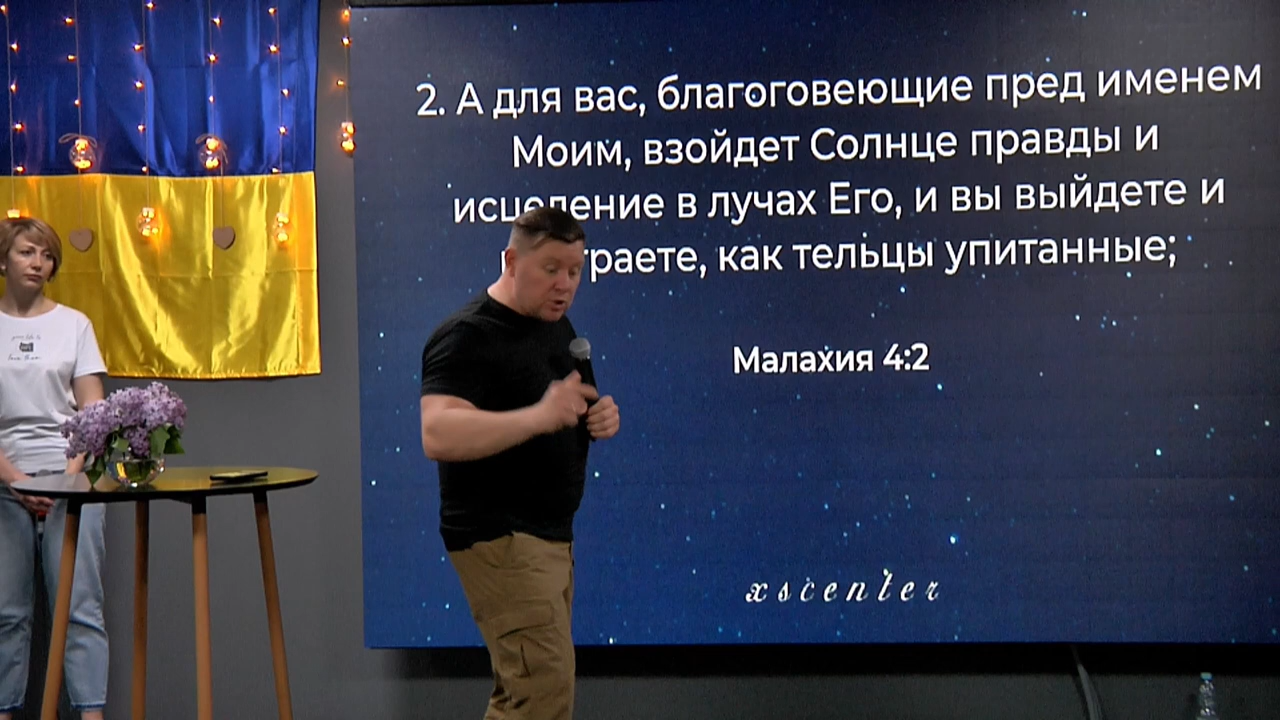 2. А для вас, благоговеющие пред именем
Моим, взойдет Солнце правды и
исцеление в лучах Его, и вы выйдете и
как тельцы упитанные;
Малахия 4:2
xscenter